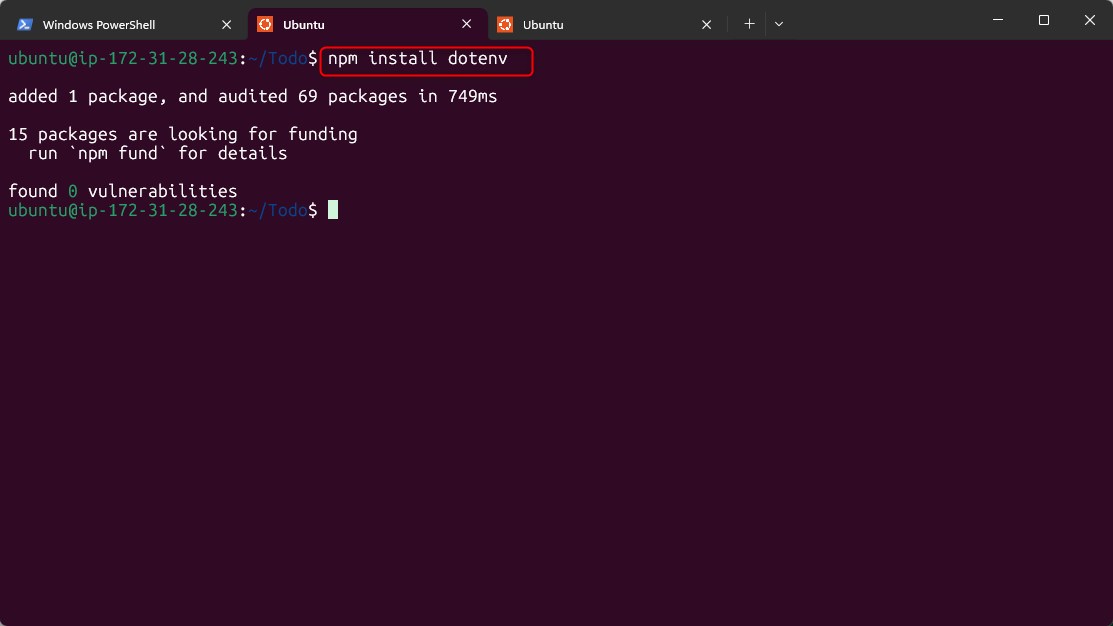 Windows PowerShell
Ubuntu
Ubuntu
ubuntu@ip-172-31-28-243:~/Todo$ npm install dotenv
added 1 package, and audited 69 packages in 749ms
15 packages are looking for funding
  run `npm fund` for details
found 0 vulnerabilities
ubuntu@ip-172-31-28-243:~/Todo$